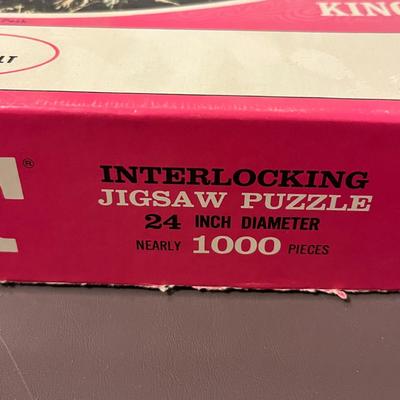 KING
INTERLOCKING
JIGSAW PUZZLE
24 INCH DIAMETER
NEARLY 1000 PIECES